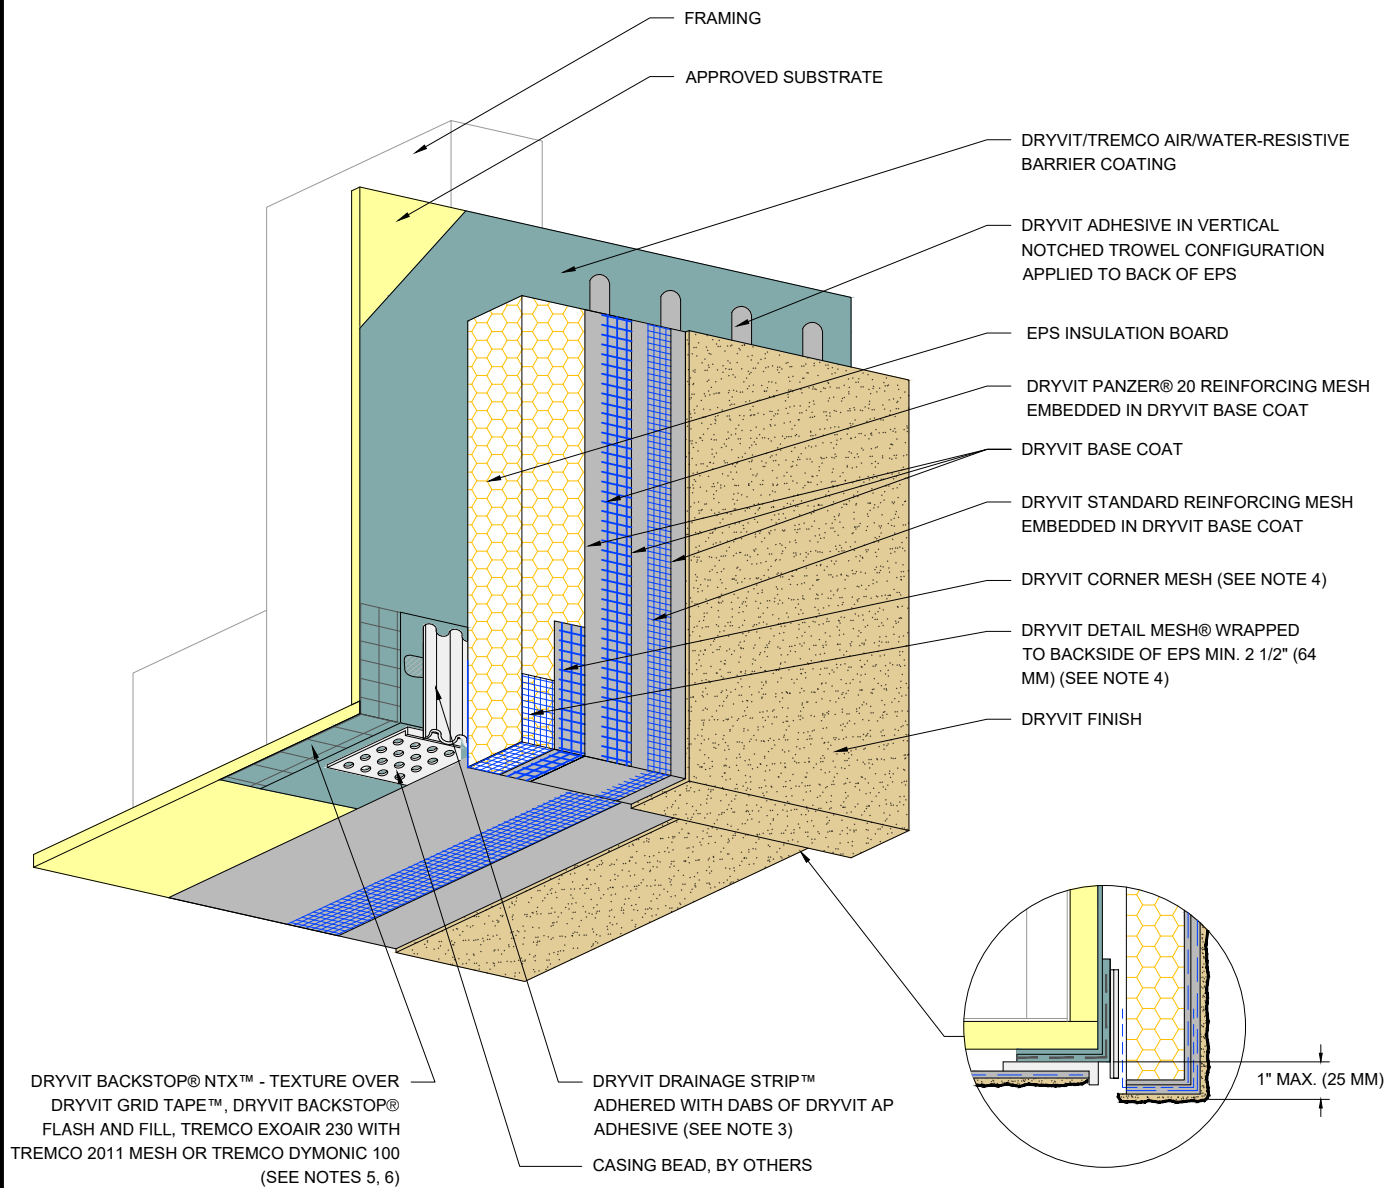 FRAMING
APPROVED SUBSTRATE
DRYVIT/TREMCO AIR/WATER-RESISTIVE
BARRIER COATING
DRYVIT ADHESIVE IN VERTICAL
NOTCHED TROWEL CONFIGURATION
APPLIED TO BACK OF EPS
EPS INSULATION BOARD
DRYVIT PANZER® 20 REINFORCING MESH
EMBEDDED IN DRYVIT BASE COAT
DRYVIT BASE COAT
DRYVIT STANDARD REINFORCING MESH
EMBEDDED IN DRYVIT BASE COAT
DRYVIT CORNER MESH (SEE NOTE 4)
DRYVIT DETAIL MESH® WRAPPED
TO BACKSIDE OF EPS MIN. 2 1/2" (64
MM) (SEE NOTE 4)
DRYVIT FINISH
1" MAX. (25 MM)
DRYVIT BACKSTOP® NTX™ - TEXTURE OVER
DRYVIT GRID TAPE™, DRYVIT BACKSTOP®
FLASH AND FILL, TREMCO EXOAIR 230 WITH
TREMCO 2011 MESH OR TREMCO DYMONIC 100
(SEE NOTES 5, 6)
DRYVIT DRAINAGE STRIP™
ADHERED WITH DABS OF DRYVIT AP
ADHESIVE (SEE NOTE 3)
CASING BEAD, BY OTHERS